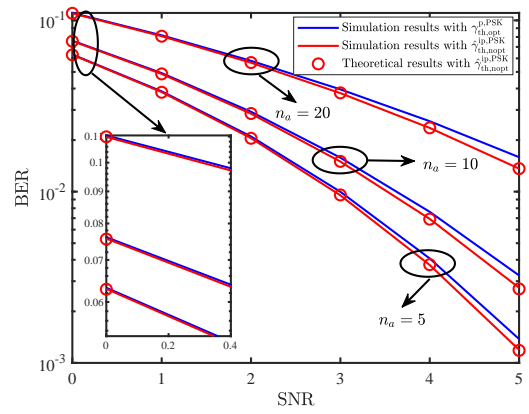 Simulation results with γ̂^{p,PSK}_{th,opt}
Simulation results with γ̂^{ip,PSK}_{th,nopt}
Theoretical results with γ̂^{ip,PSK}_{th,nopt}
10^{-1}
10^{-2}
10^{-3}
BER
n_a = 20
n_a = 10
n_a = 5
0.11
0.1
0.09
0.08
0.07
0.06
0 0.2 0.4
0 1 2 3 4 5
SNR